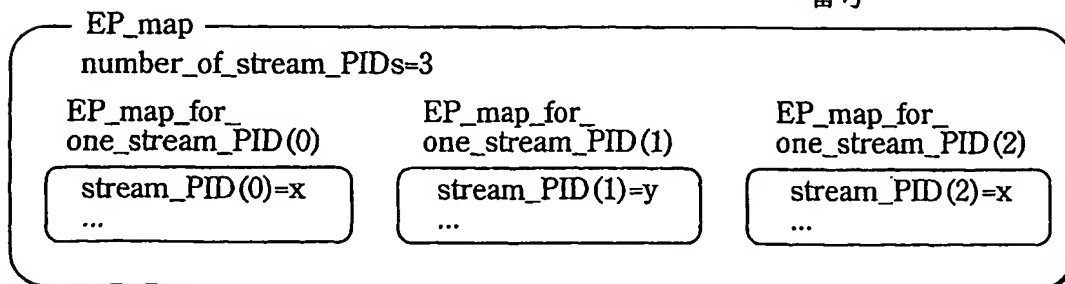 EP_map
number_of_stream_PIDs=3
EP_map_for_
one_stream_PID(0)
stream_PID(0)=x
...
EP_map_for_
one_stream_PID(1)
stream_PID(1)=y
...
EP_map_for_
one_stream_PID(2)
stream_PID(2)=x
...